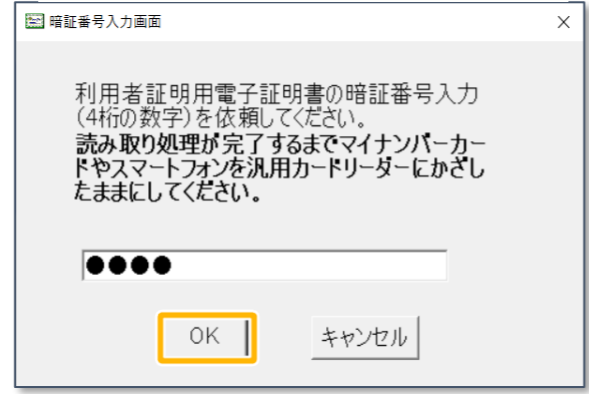 暗証番号入力画面
利用者証明用電子証明書の暗証番号入力
(4桁の数字)を依頼してください。
読み取り処理が完了するまでマイナンバーカー
ドやスマートフォンを汎用カードリーダーにかざし
たままにしてください。
●●●●
OK キャンセル